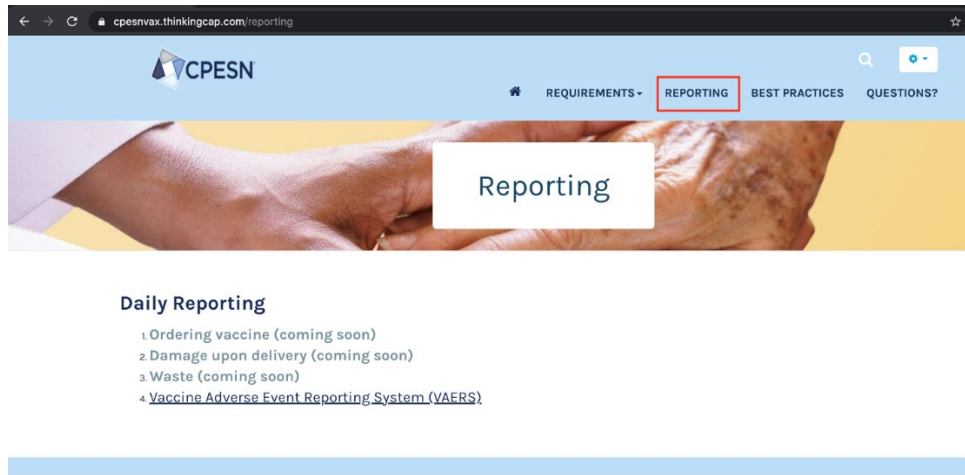 cpesnvax.thinkingcap.com/reporting
CPESN
REQUIREMENTS REPORTING BEST PRACTICES QUESTIONS?
Reporting
Daily Reporting
1. Ordering vaccine (coming soon)
2. Damage upon delivery (coming soon)
3. Waste (coming soon)
4. Vaccine Adverse Event Reporting System (VAERS)